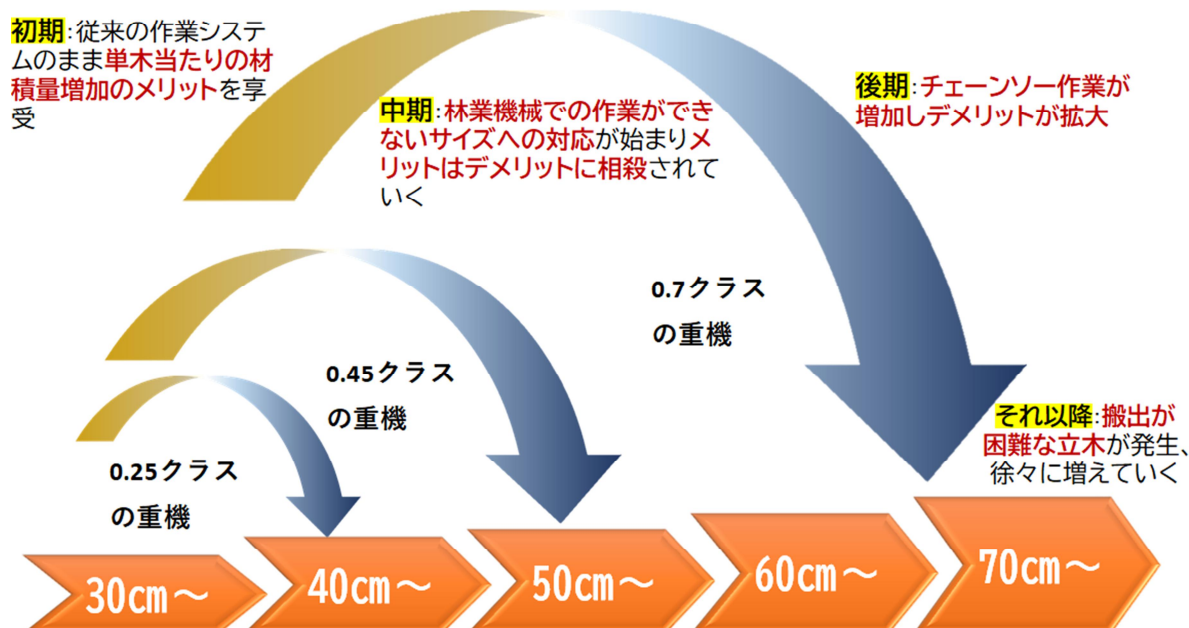 初期:従来の作業システ
ムのまま単木当たりの材
積量増加のメリットを享
受
中期:林業機械での作業ができ
ないサイズへの対応が始まりメ
リットはデメリットに相殺されて
いく
後期:チェーンソー作業が
増加しデメリットが拡大
0.7クラス
の重機
0.45クラス
の重機
0.25クラス
の重機
それ以降:搬出が
困難な立木が発生、
徐々に増えていく
30cm～
40cm～
50cm～
60cm～
70cm～